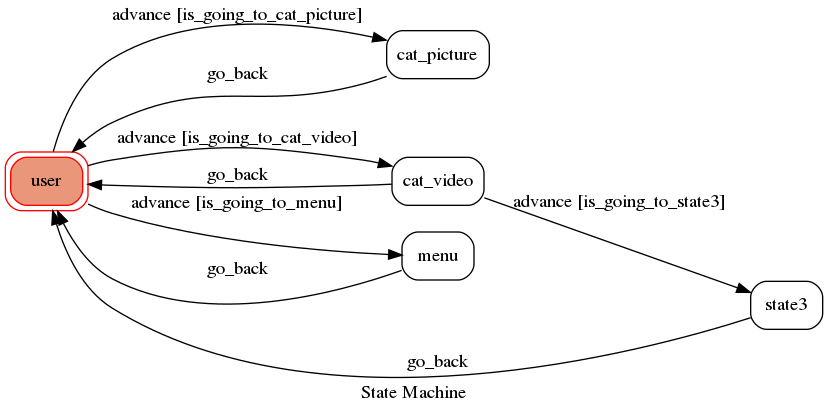 advance [is_going_to_cat_picture]
cat_picture
go_back
advance [is_going_to_cat_video]
user
go_back
cat_video
advance [is_going_to_menu]
advance [is_going_to_state3]
menu
go_back
state3
go_back
State Machine